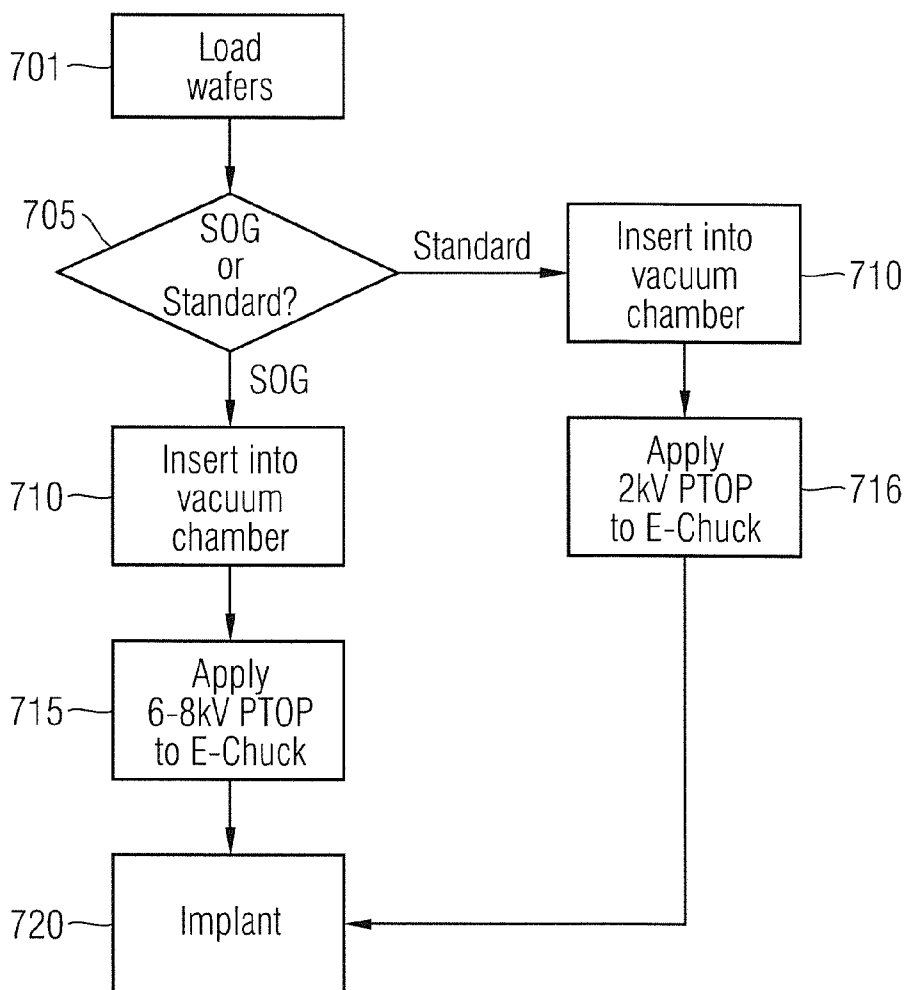 701
Load
wafers
705
SOG
or
Standard?
Standard
Insert into
vacuum
chamber
710
SOG
710
Insert into
vacuum
chamber
Apply
2kV PTOP
to E-Chuck
716
715
Apply
6-8kV PTOP
to E-Chuck
720
Implant